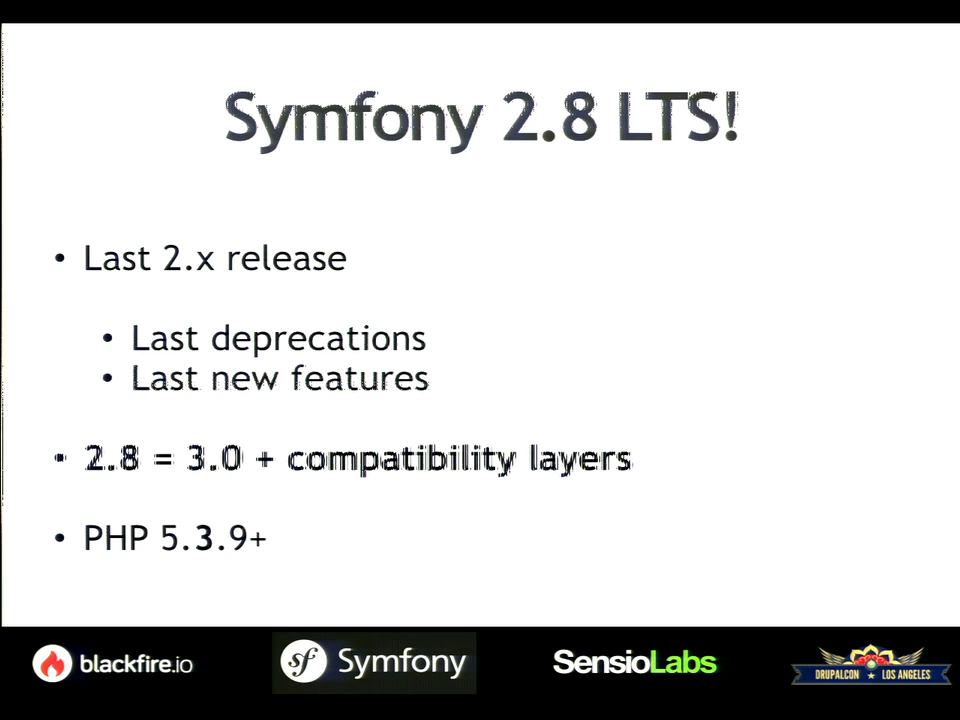 Symfony 2.8 LTS!
• Last 2.x release
• Last deprecations
• Last new features
• 2.8 = 3.0 + compatibility layers
• PHP 5.3.9+
blackfire.io
sf Symfony
SensioLabs
DRUPALCON ★ LOS ANGELES